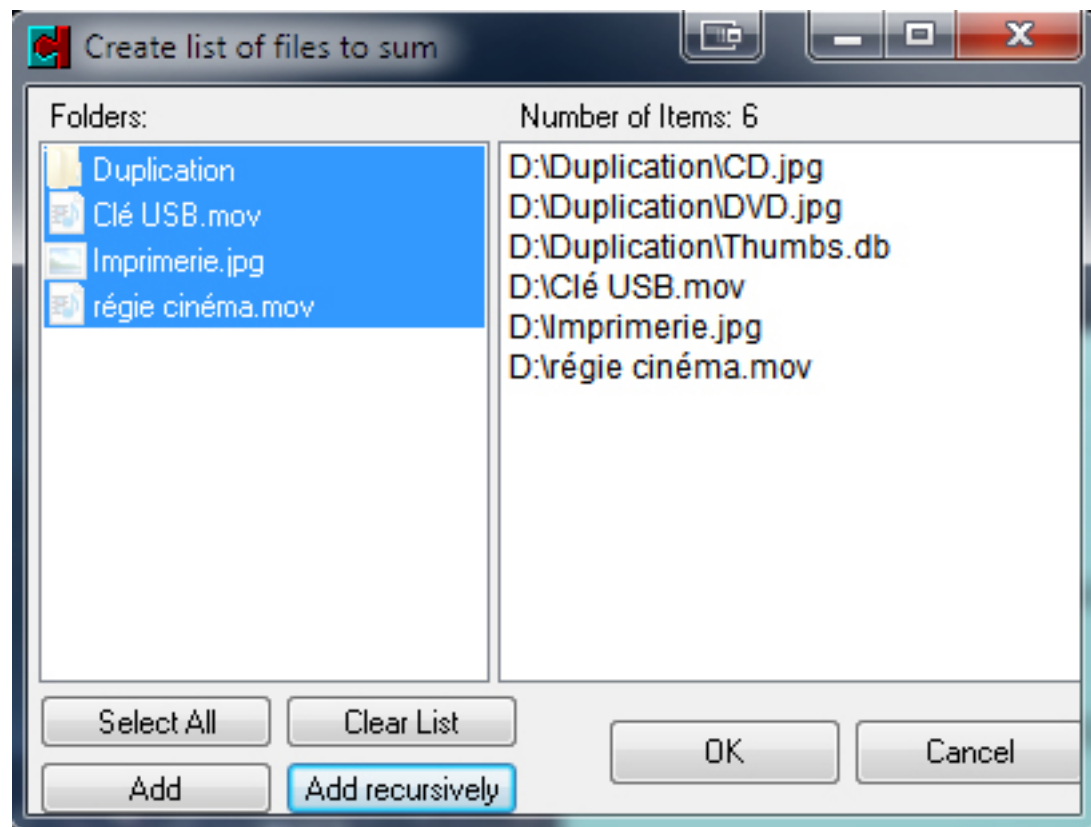 Create list of files to sum
Folders:
Duplication
Clé USB.mov
Imprimerie.jpg
régie cinéma.mov
Number of Items: 6
D:\Duplication\CD.jpg
D:\Duplication\DVD.jpg
D:\Duplication\Thumbs.db
D:\Clé USB.mov
D:\Imprimerie.jpg
D:\régie cinéma.mov
Select All
Clear List
Add
Add recursively
OK
Cancel